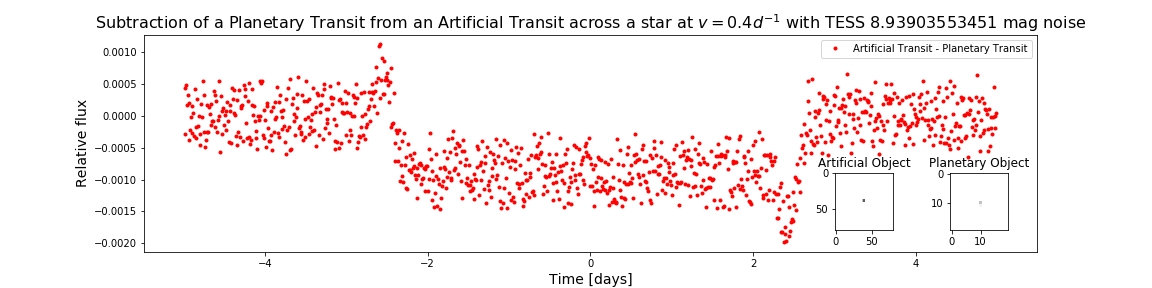 Subtraction of a Planetary Transit from an Artificial Transit across a star at v = 0.4d⁻¹ with TESS 8.93903553451 mag noise
Artificial Transit - Planetary Transit
Relative flux
0.0010
0.0005
0.0000
−0.0005
−0.0010
−0.0015
−0.0020
Artificial Object
0
50
0 50
Planetary Object
0
10
0 10
−4 −2 0 2 4
Time [days]